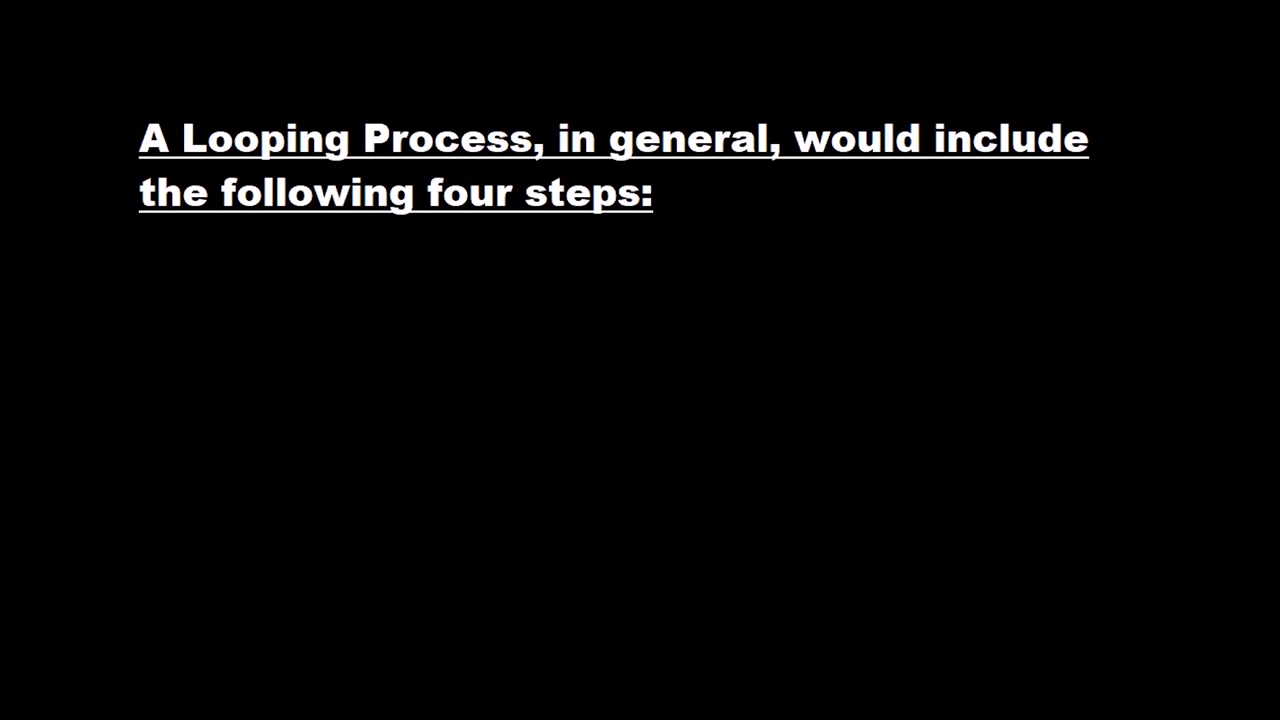 A Looping Process, in general, would include
the following four steps: